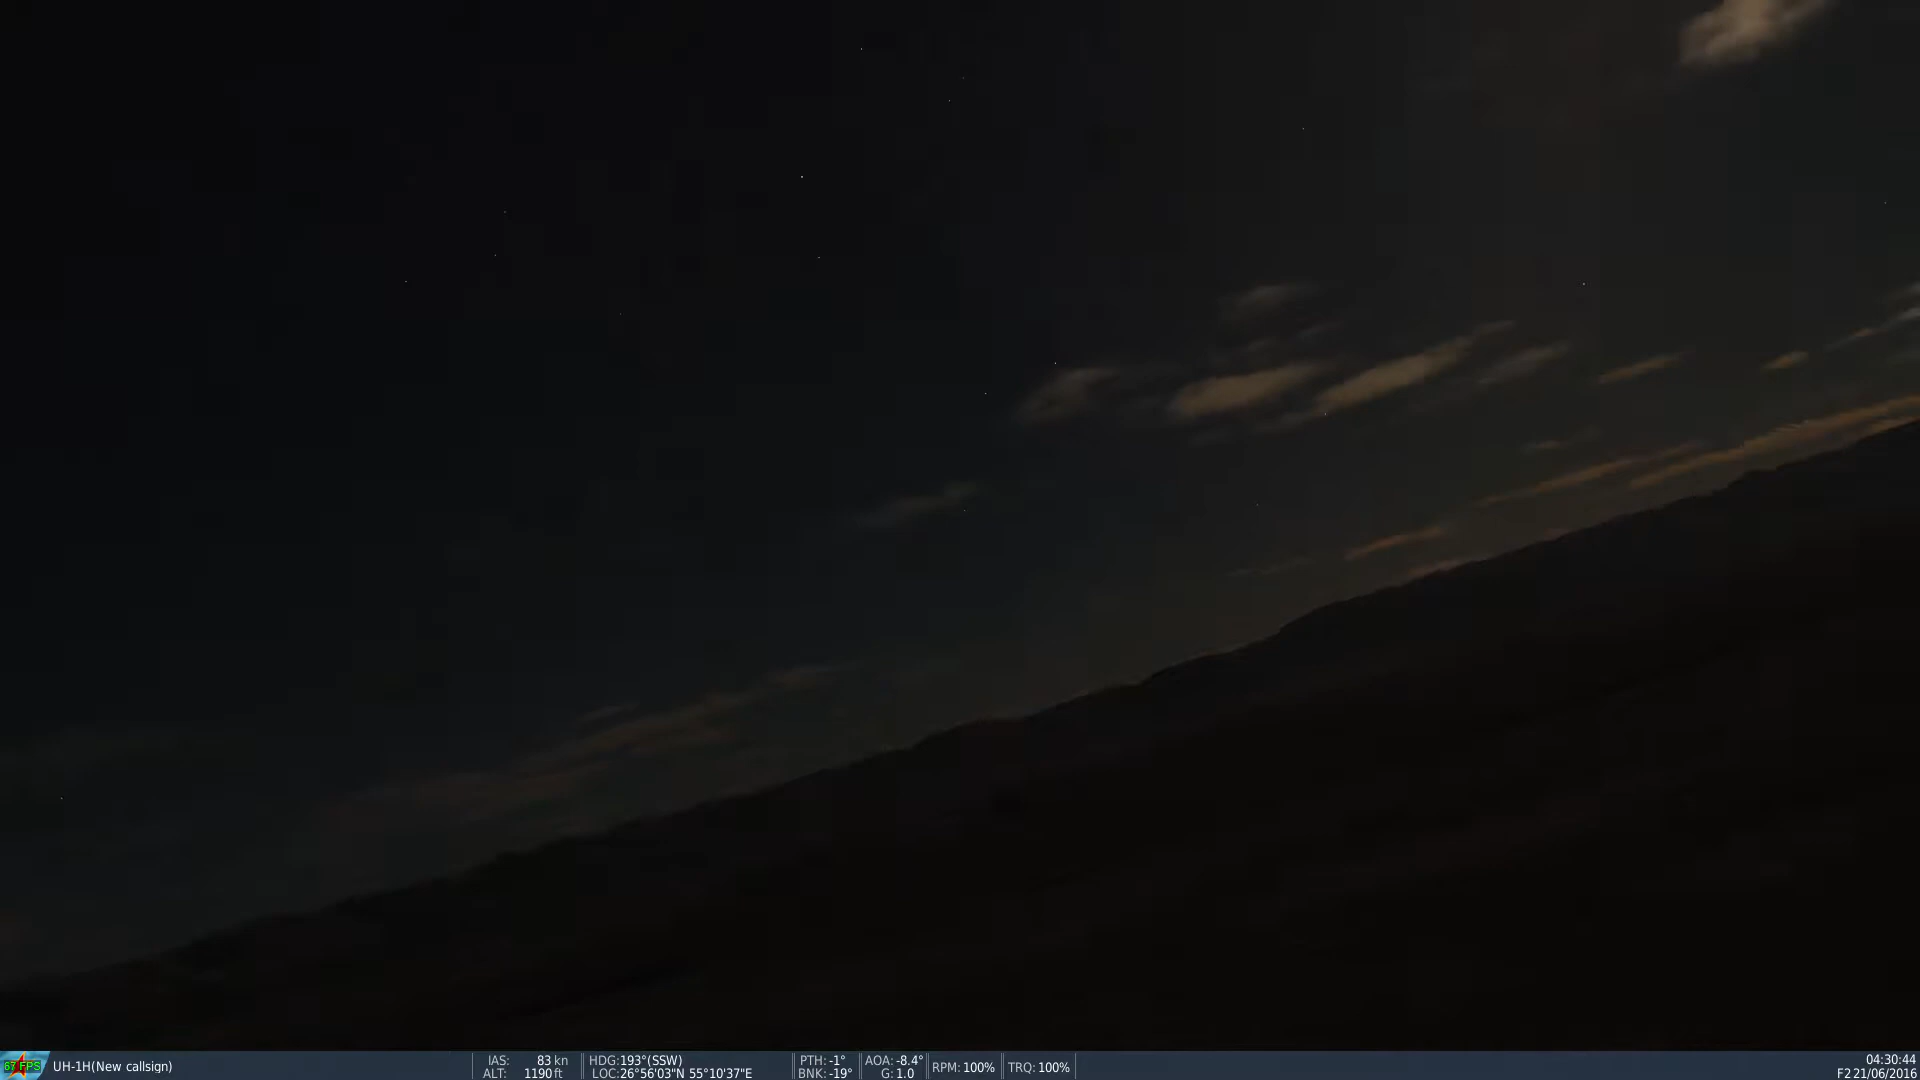 67 FPS
UH-1H(New callsign)
IAS: 83 kn
ALT: 1190 ft
HDG:193°(SSW)
LOC:26°56'03"N 55°10'37"E
PTH: -1°
BNK: -19°
AOA: -8.4°
G: 1.0
RPM: 100%
TRQ: 100%
04:30:44
F2 21/06/2016